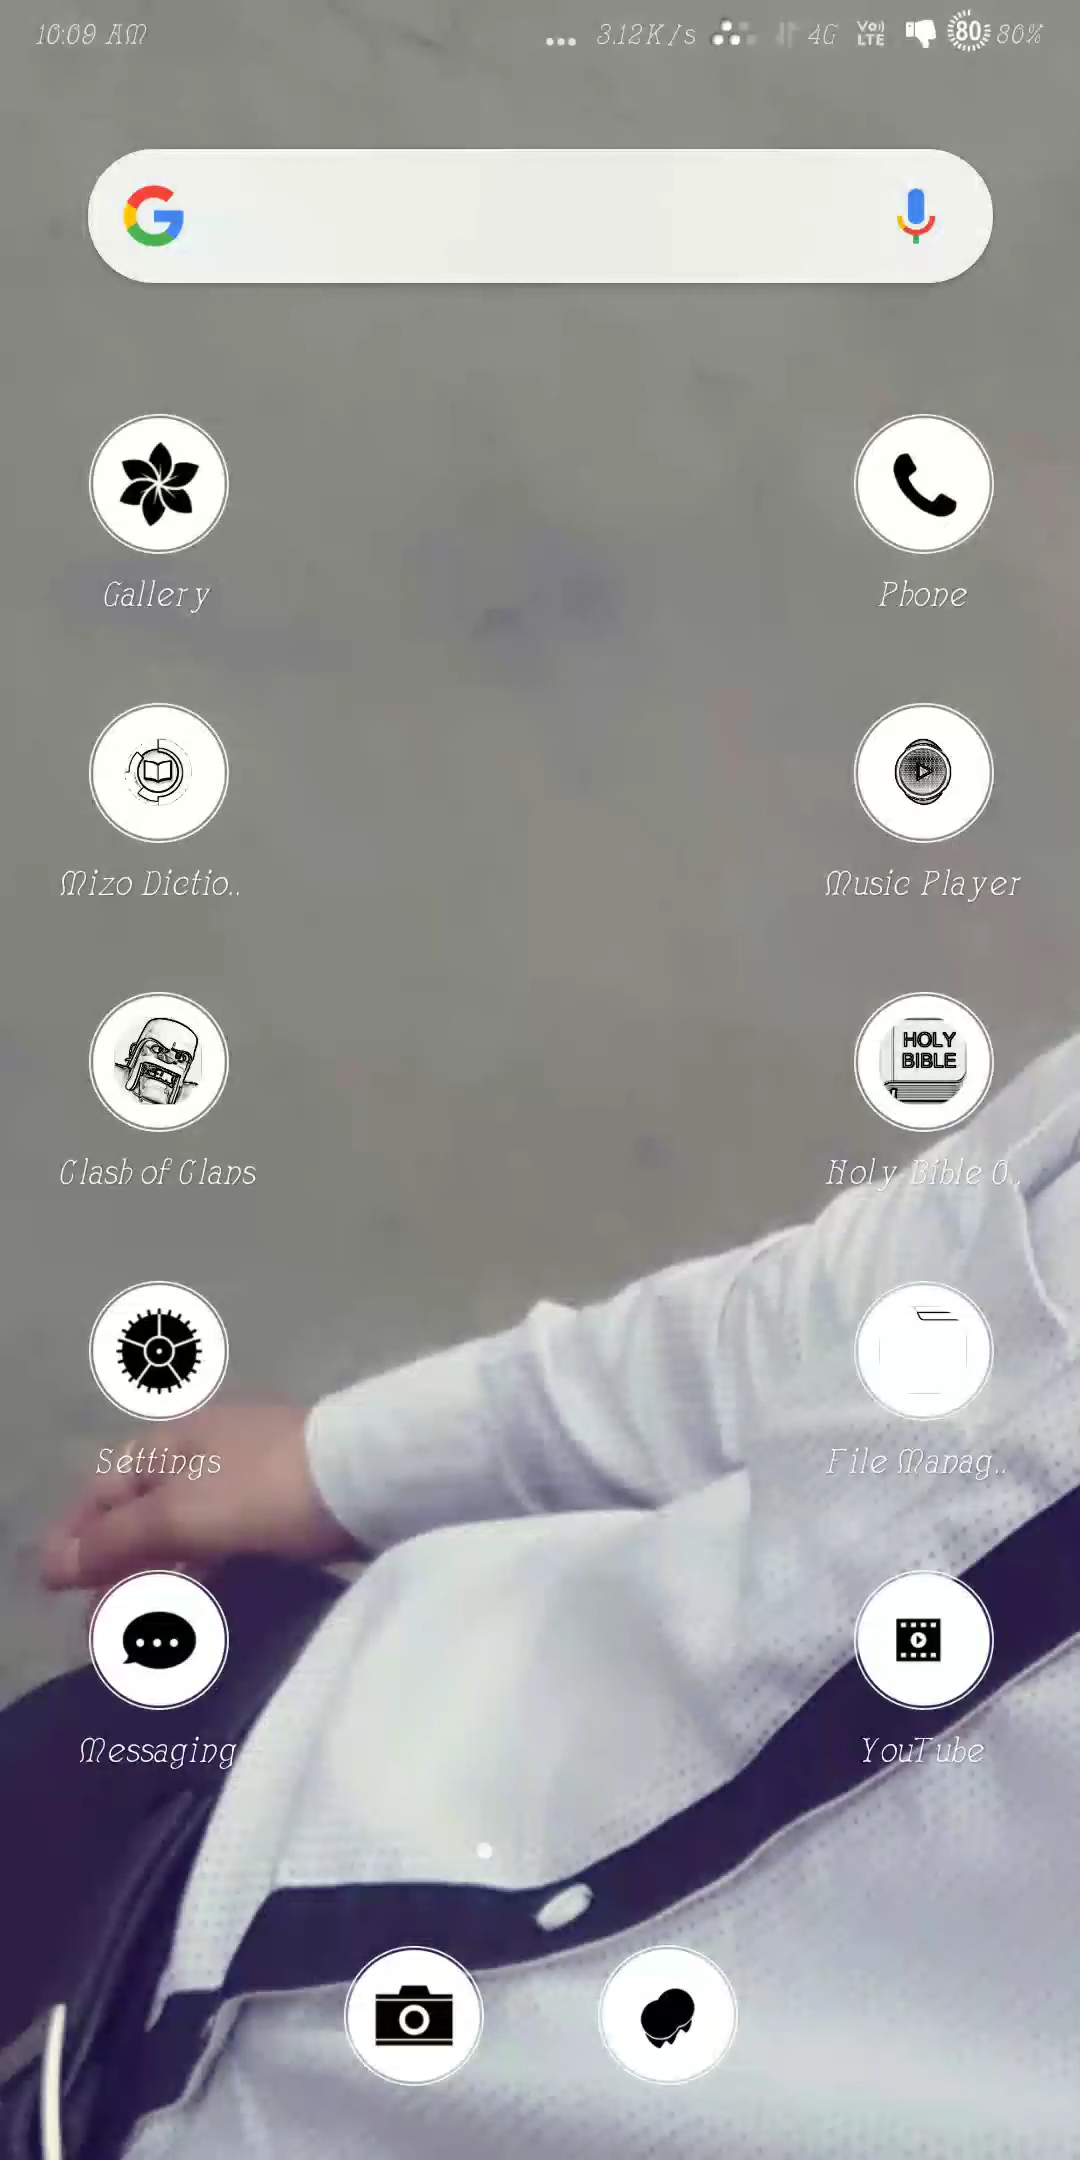 10:09 AM 3.12K/s 4G Vo) LTE 80 80%
G
Gallery Phone
Mizo Dictio.. Music Player
HOLY
BIBLE
Clash of Clans Holy Bible O..
Settings File Manag..
Messaging YouTube